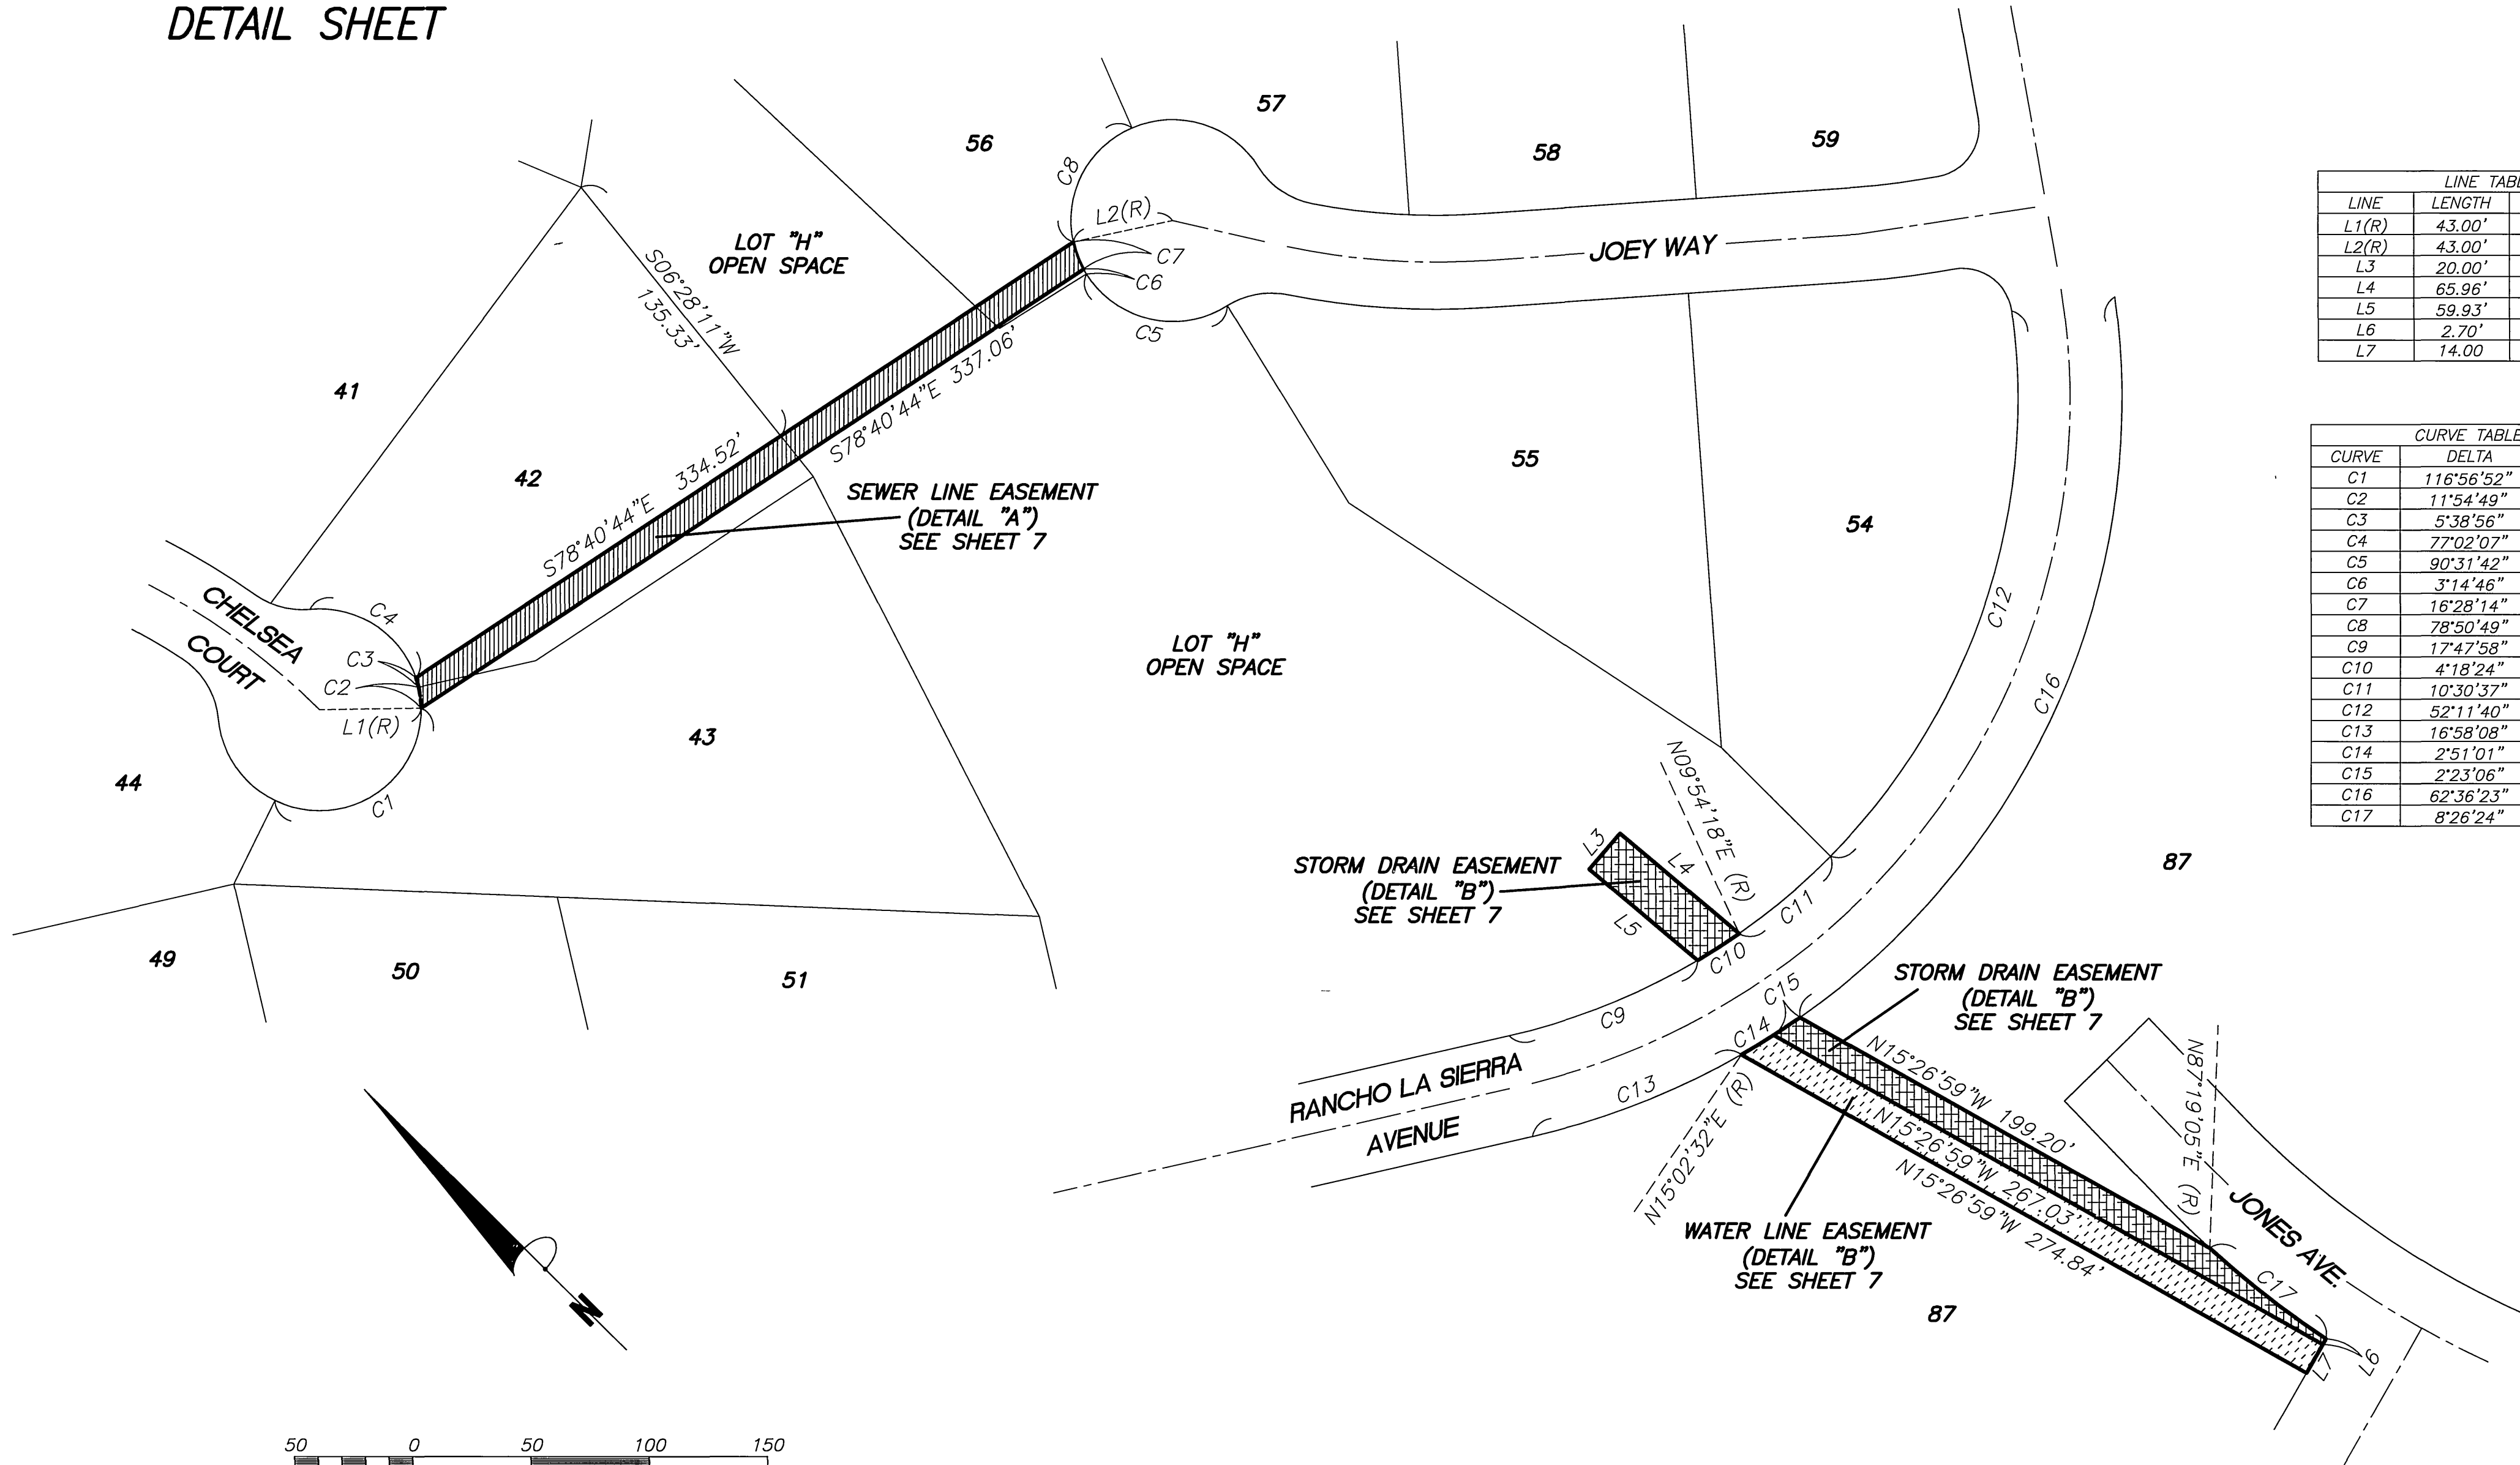 DETAIL SHEET
57
56
58
59
C8
L2(R)
C7
C6
C5
JOEY WAY
LOT "H"
OPEN SPACE
S06°28'11"W
135.33'
41
42
S78°40'44"E 334.52'
S78°40'44"E 337.06'
SEWER LINE EASEMENT
(DETAIL "A")
SEE SHEET 7
55
54
CHELSEA
COURT
C4
C3
C2
L1(R)
C1
44
43
LOT "H"
OPEN SPACE
C12
C16
49
50
51
N09°54'18"E (R)
L3
L4
L5
STORM DRAIN EASEMENT
(DETAIL "B")
SEE SHEET 7
C11
C10
C9
C15
C14
C13
87
STORM DRAIN EASEMENT
(DETAIL "B")
SEE SHEET 7
RANCHO LA SIERRA
AVENUE
N15°02'32"E (R)
N15°26'59"W 199.20'
N15°26'59"W 267.03'
N15°26'59"W 274.84'
N87°19'05"E (R)
JONES AVE.
C17
L6
L7
WATER LINE EASEMENT
(DETAIL "B")
SEE SHEET 7
87
N
50 0 50 100 150
LINE TAB
LINE LENGTH
L1(R) 43.00'
L2(R) 43.00'
L3 20.00'
L4 65.96'
L5 59.93'
L6 2.70'
L7 14.00
CURVE TABLE
CURVE DELTA
C1 116°56'52"
C2 11°54'49"
C3 5°38'56"
C4 77°02'07"
C5 90°31'42"
C6 3°14'46"
C7 16°28'14"
C8 78°50'49"
C9 17°47'58"
C10 4°18'24"
C11 10°30'37"
C12 52°11'40"
C13 16°58'08"
C14 2°51'01"
C15 2°23'06"
C16 62°36'23"
C17 8°26'24"